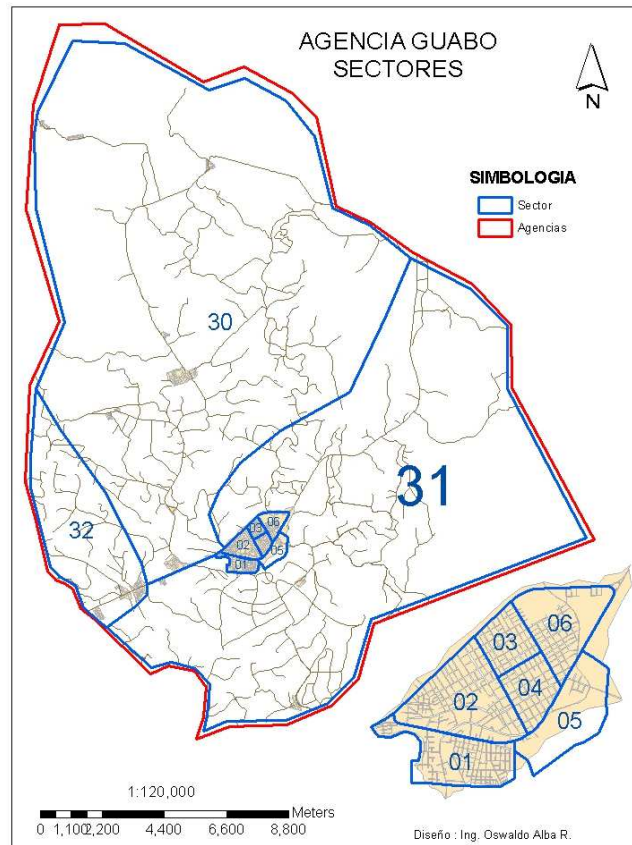 AGENCIA GUABO
SECTORES
N
SIMBOLOGIA
Sector
Agencias
30
31
32
03
06
02
05
01
06
03
04
02
05
01
1:120,000
Meters
0 1,100 2,200 4,400 6,600 8,800
Diseño : Ing. Oswaldo Alba R.